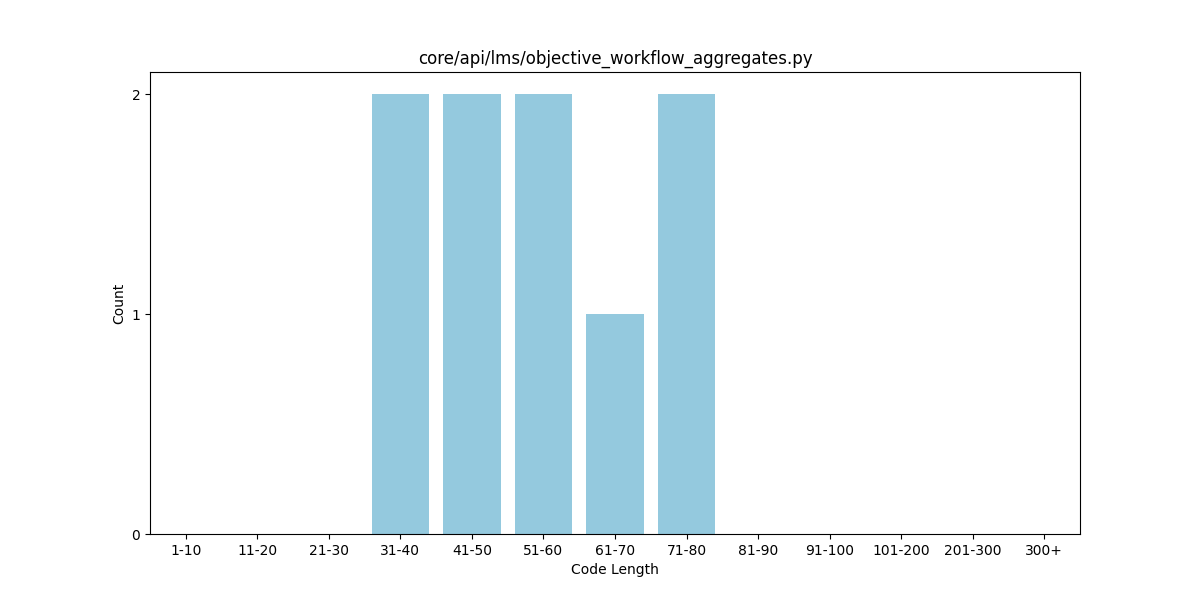 core/api/lms/objective_workflow_aggregates.py
2
1
0
Count
1-10 11-20 21-30 31-40 41-50 51-60 61-70 71-80 81-90 91-100 101-200 201-300 300+
Code Length